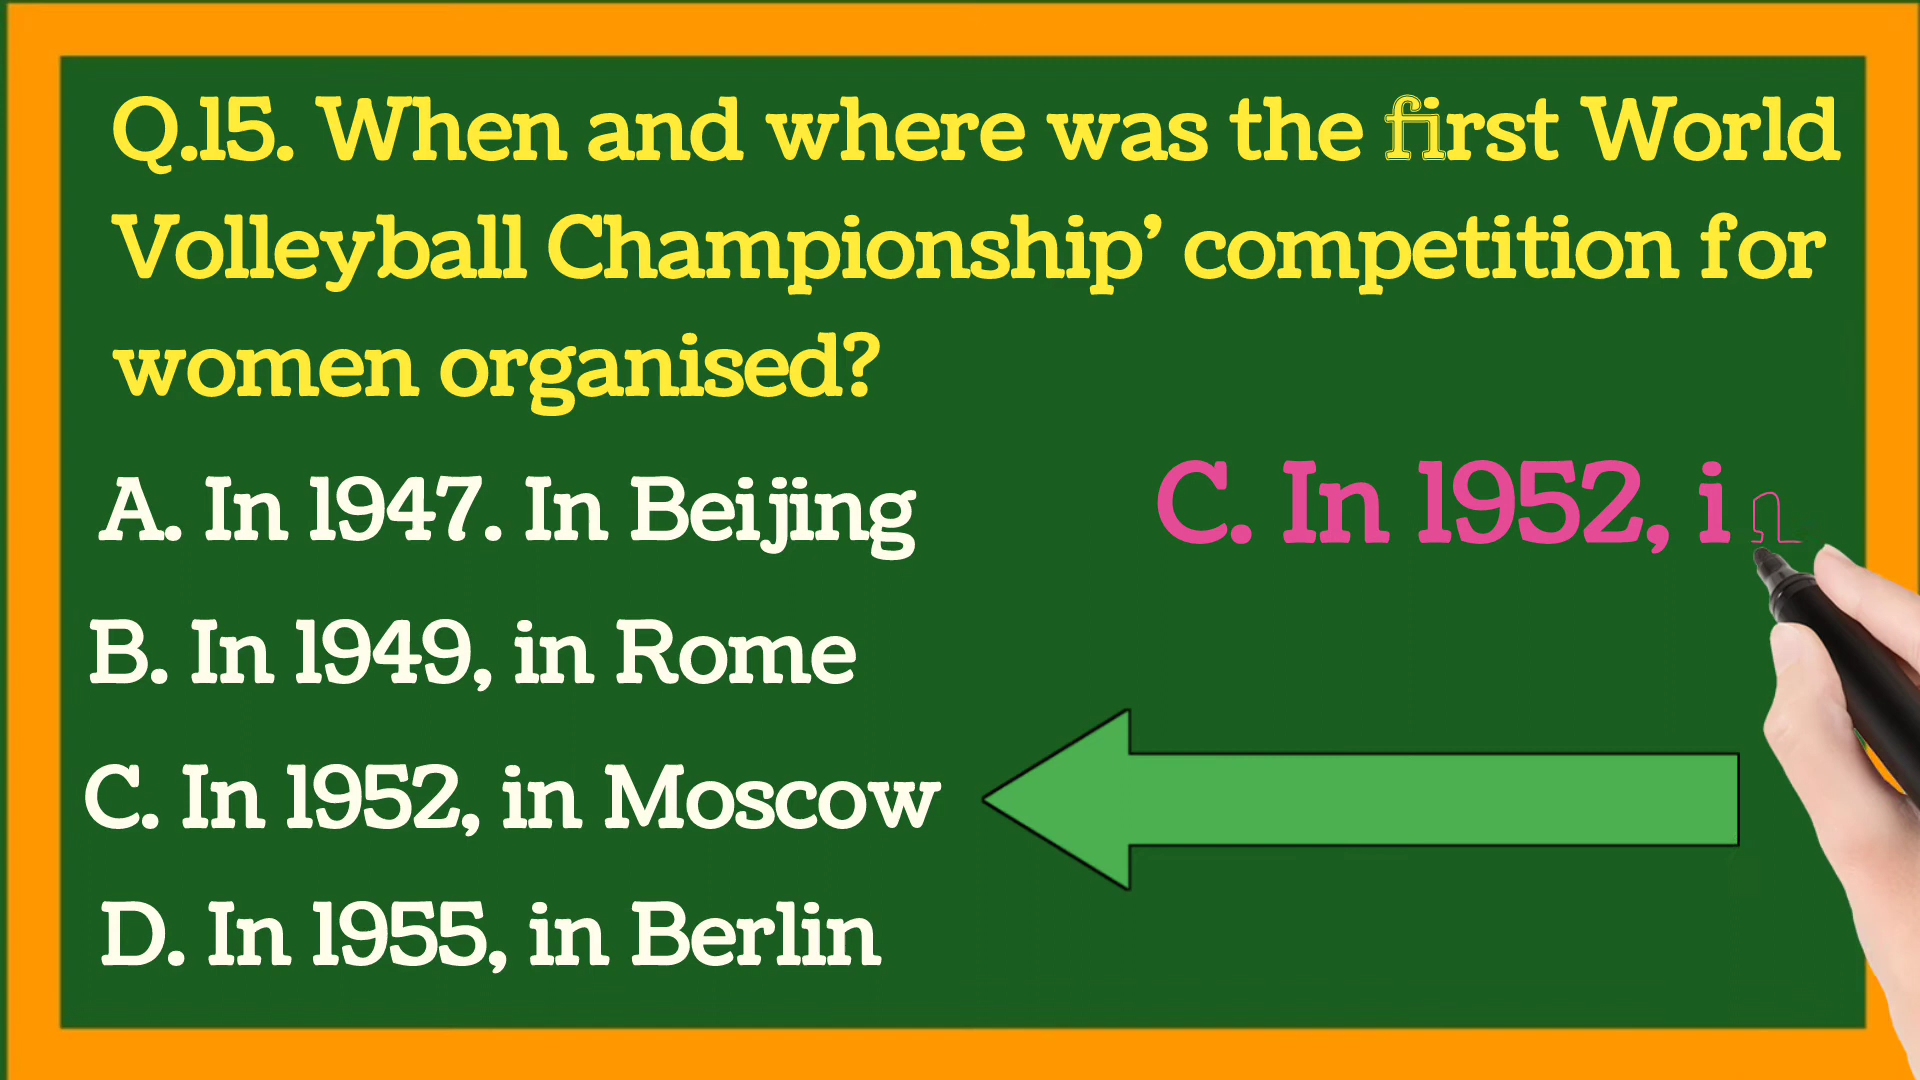 Q.15. When and where was the first World
Volleyball Championship’ competition for
women organised?
A. In 1947. In Beijing
C. In 1952, in
B. In 1949, in Rome
C. In 1952, in Moscow
D. In 1955, in Berlin